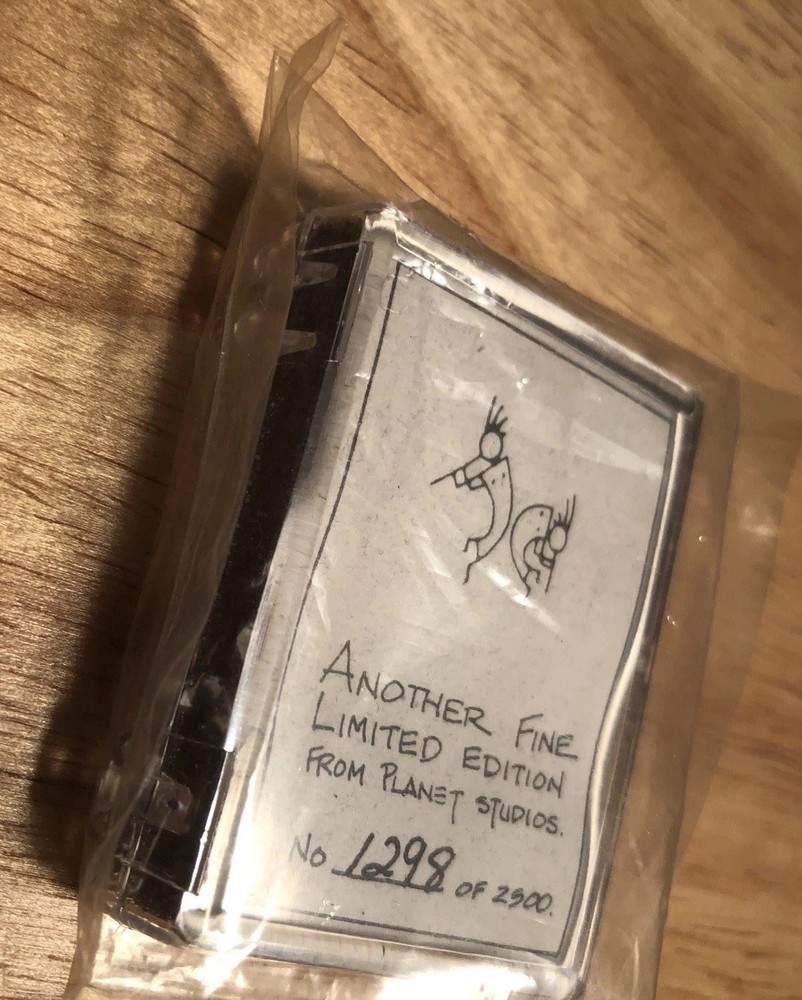 ANOTHER FINE
LIMITED EDITION
FROM PLANET STUDIOS.
No 1298 OF 2500.